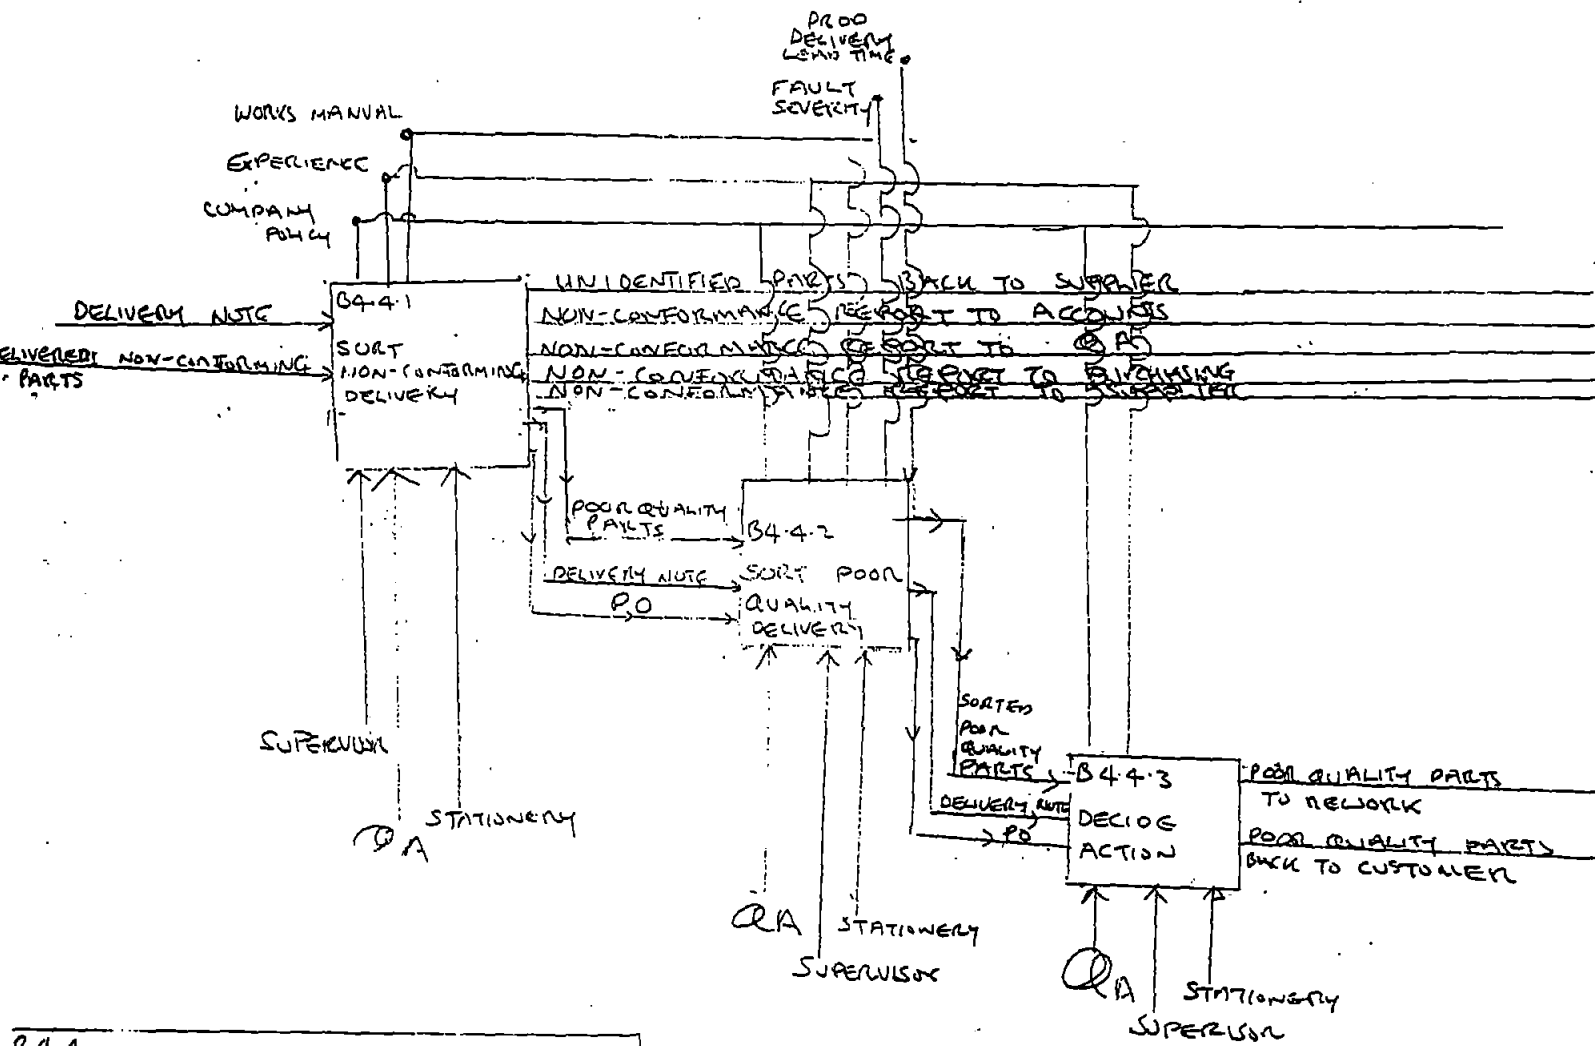 PROD
DELIVERY
LEAD TIME
FAULT
SEVERITY
WORKS MANUAL
EXPERIENCE
COMPANY
POLICY
B4.4.1
SORT
NON-CONFORMING
DELIVERY
DELIVERY NOTE
DELIVERED NON-CONFORMING
PARTS
UNIDENTIFIED PARTS BACK TO SUPPLIER
NON-CONFORMANCE REPORT TO ACCOUNTS
NON-CONFORMANCE REPORT TO QA
NON-CONFORMANCE REPORT TO PURCHASING
NON-CONFORMANCE REPORT TO SUPPLIER
POOR QUALITY
PARTS
DELIVERY NOTE
P.O
B4.4.2
SORT POOR
QUALITY
DELIVERY
SUPERVISOR
QA
STATIONERY
SORTED
POOR
QUALITY
PARTS
DELIVERY NOTE
PO
B4.4.3
DECIDE
ACTION
POOR QUALITY PARTS
TO REWORK
POOR QUALITY PARTS
BACK TO CUSTOMER
QA
STATIONERY
SUPERVISOR
QA
STATIONERY
SUPERVISOR